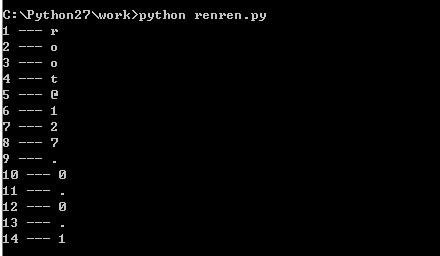 C:\Python27\work>python renren.py
1 --- r
2 --- o
3 --- o
4 --- t
5 --- @
6 --- 1
7 --- 2
8 --- 7
9 --- .
10 --- 0
11 --- .
12 --- 0
13 --- .
14 --- 1